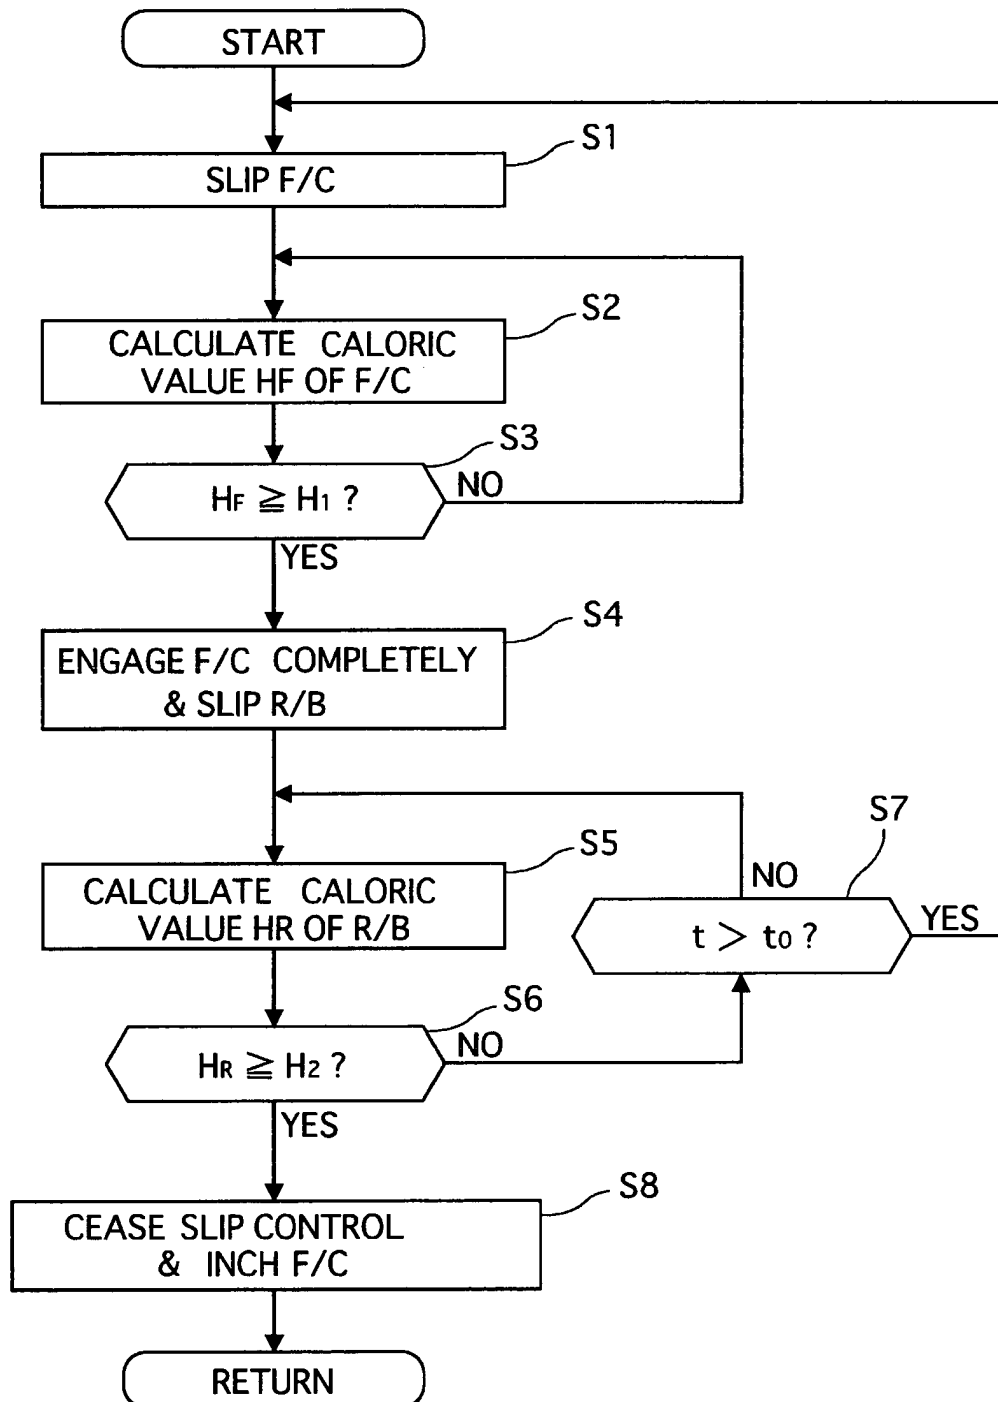 START
S1
SLIP F/C
S2
CALCULATE CALORIC
VALUE HF OF F/C
S3
HF ≧ H1 ?
NO
YES
S4
ENGAGE F/C COMPLETELY
& SLIP R/B
S7
S5
NO
CALCULATE CALORIC
VALUE HR OF R/B
t > t0 ?
YES
S6
HR ≧ H2 ?
NO
YES
S8
CEASE SLIP CONTROL
& INCH F/C
RETURN